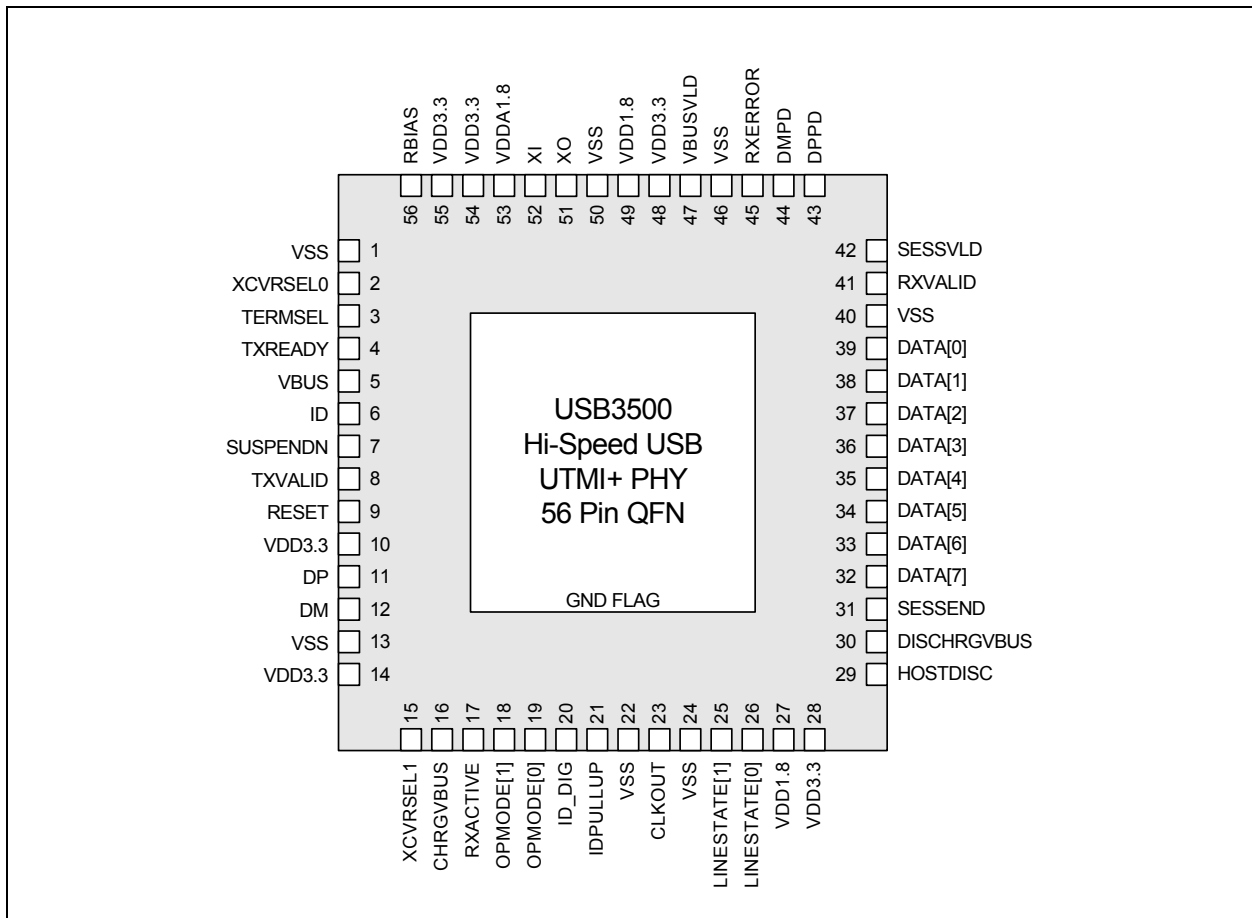 RBIAS
VDD3.3
VDD3.3
VDDA1.8
XI
XO
VSS
VDD1.8
VDD3.3
VBUSVLD
VSS
RXERROR
DMPD
DPPD
56
55
54
53
52
51
50
49
48
47
46
45
44
43
VSS 1
XCVRSEL0 2
TERMSEL 3
TXREADY 4
VBUS 5
ID 6
SUSPENDN 7
TXVALID 8
RESET 9
VDD3.3 10
DP 11
DM 12
VSS 13
VDD3.3 14
USB3500
Hi-Speed USB
UTMI+ PHY
56 Pin QFN
GND FLAG
42 SESSVLD
41 RXVALID
40 VSS
39 DATA[0]
38 DATA[1]
37 DATA[2]
36 DATA[3]
35 DATA[4]
34 DATA[5]
33 DATA[6]
32 DATA[7]
31 SESSEND
30 DISCHRGVBUS
29 HOSTDISC
15
16
17
18
19
20
21
22
23
24
25
26
27
28
XCVRSEL1
CHRGVBUS
RXACTIVE
OPMODE[1]
OPMODE[0]
ID_DIG
IDPULLUP
VSS
CLKOUT
VSS
LINESTATE[1]
LINESTATE[0]
VDD1.8
VDD3.3